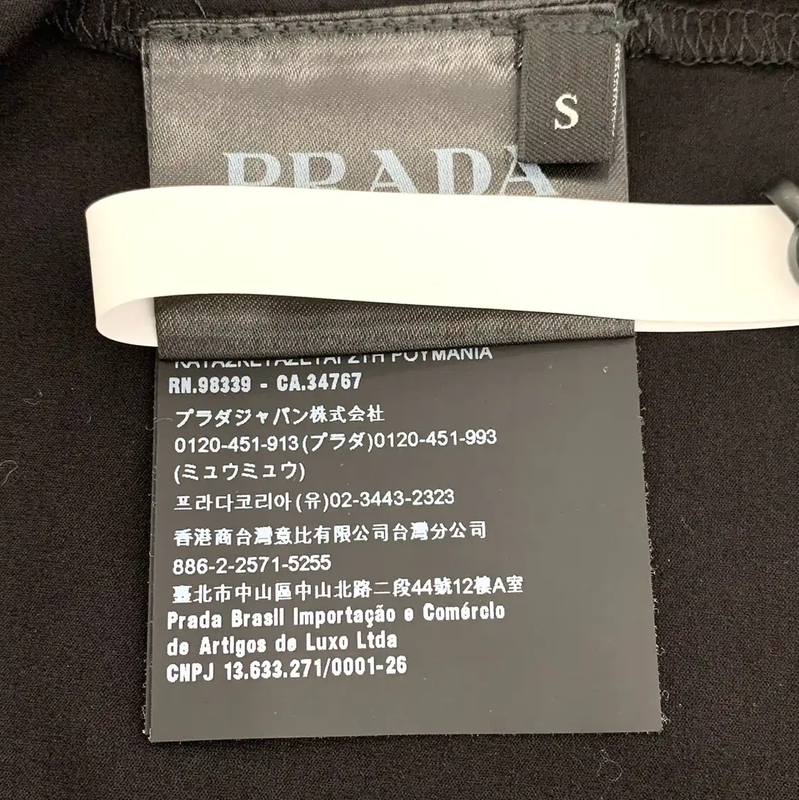 S
PRADA
ΚΑΤΑΣΚΕΥΑΖΕΤΑΙ ΣΤΗ ΡΟΥΜΑΝΙΑ
RN.98339 - CA.34767
プラダジャパン株式会社
0120-451-913(プラダ)0120-451-993
(ミュウミュウ)
프라다코리아(유)02-3443-2323
香港商台灣意比有限公司台灣分公司
886-2-2571-5255
臺北市中山區中山北路二段44號12樓A室
Prada Brasil Importação e Comércio
de Artigos de Luxo Ltda
CNPJ 13.633.271/0001-26